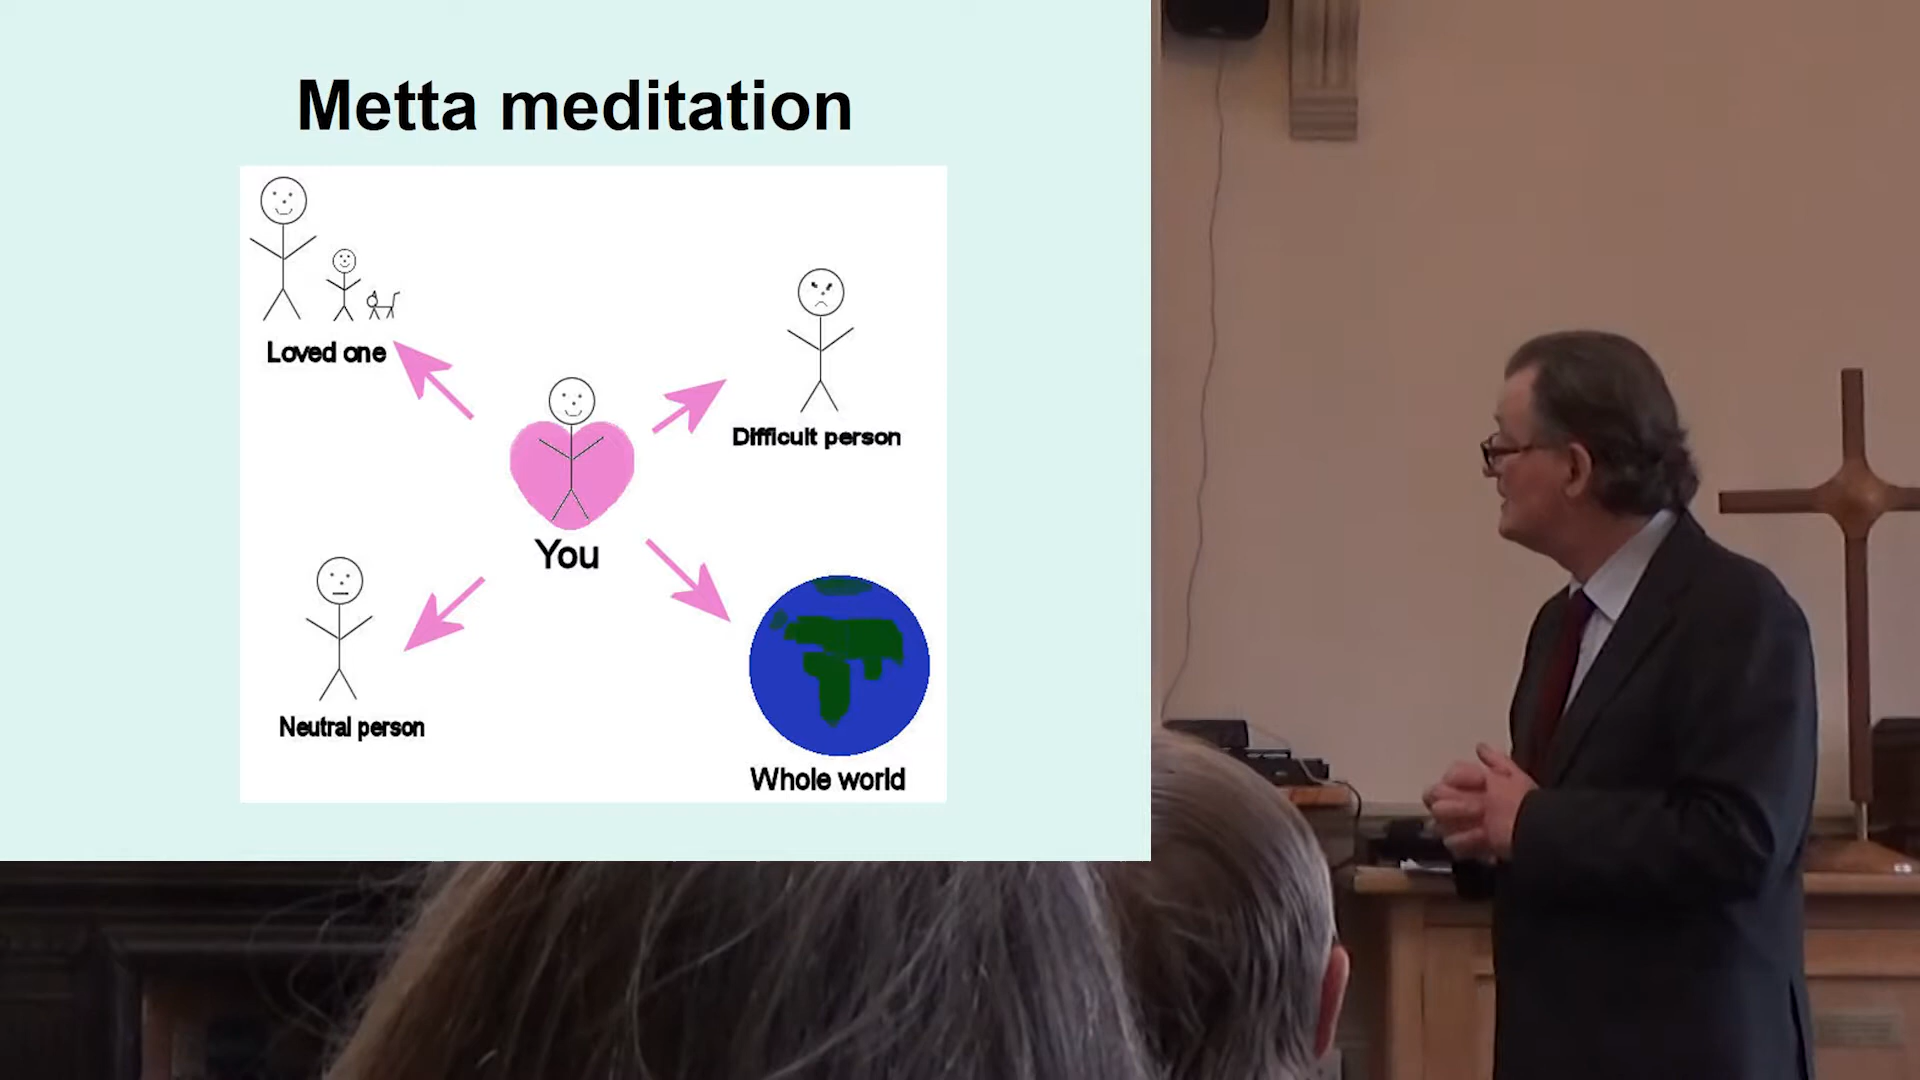 Metta meditation
Loved one
Difficult person
You
Neutral person
Whole world